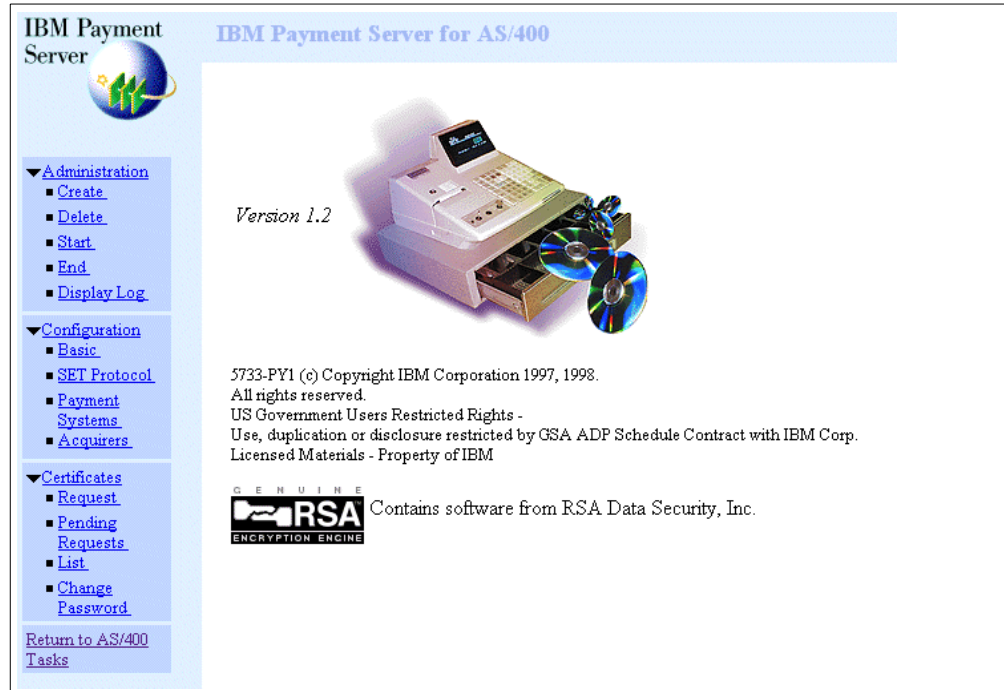 IBM Payment
Server
IBM Payment Server for AS/400
Administration
Create
Delete
Start
End
Display Log
Configuration
Basic
SET Protocol
Payment
Systems
Acquirers
Certificates
Request
Pending
Requests
List
Change
Password
Return to AS/400
Tasks
Version 1.2
5733-PY1 (c) Copyright IBM Corporation 1997, 1998.
All rights reserved.
US Government Users Restricted Rights -
Use, duplication or disclosure restricted by GSA ADP Schedule Contract with IBM Corp.
Licensed Materials - Property of IBM
GENUINE
RSA
ENCRYPTION ENGINE
Contains software from RSA Data Security, Inc.